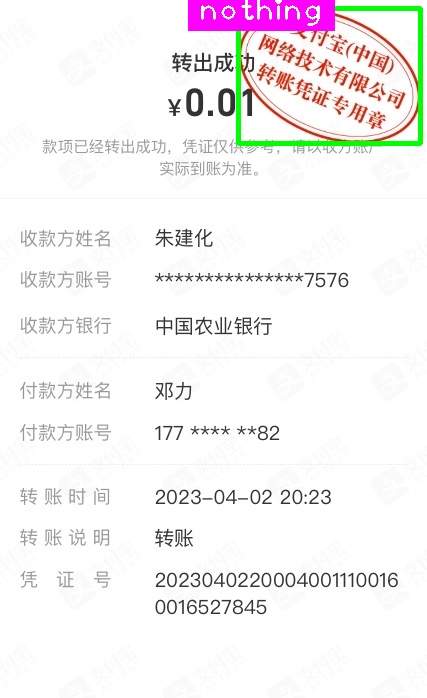 nothing
转出成功
¥0.01
支付宝(中国)
网络技术有限公司
转账凭证专用章
款项已经转出成功，凭证仅供参考，请以收方账户
实际到账为准。
收款方姓名 朱建化
收款方账号 ***************7576
收款方银行 中国农业银行
付款方姓名 邓力
付款方账号 177 **** **82
转账时间 2023-04-02 20:23
转账说明 转账
凭证号 2023040220004001110016
0016527845